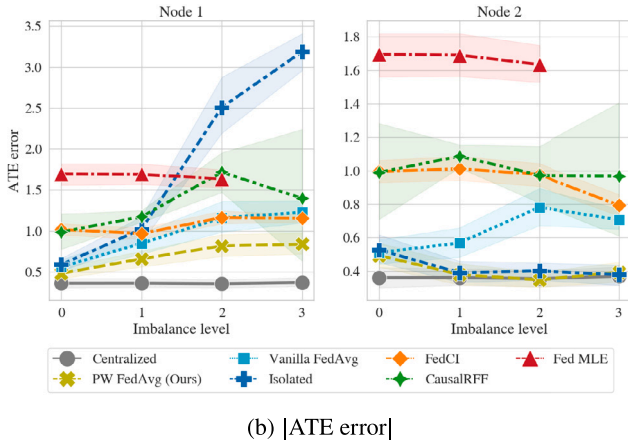 Node 1
Node 2
ATE error
3.5
3.0
2.5
2.0
1.5
1.0
0.5
1.8
1.6
1.4
1.2
1.0
0.8
0.6
0.4
0 1 2 3
0 1 2 3
Imbalance level
Imbalance level
Centralized
Vanilla FedAvg
FedCI
Fed MLE
PW FedAvg (Ours)
Isolated
CausalRFF
(b) |ATE error|